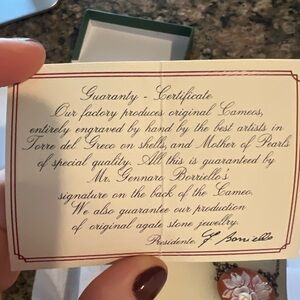 Guaranty - Certificate
Our factory produces original Cameos,
entirely engraved by hand by the best artists in
Torre del Greco on shells, and Mother of Pearls
of special quality. All this is guaranteed by
Mr. Gennaro Borriello's
signature on the back of the Cameo.
We also guarantee our production
of original agate stone jewellry.
Presidente G Borriello